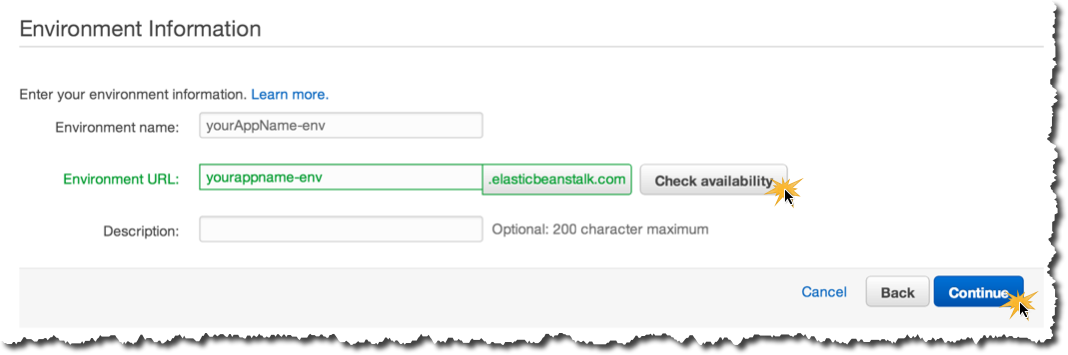 Environment Information
Enter your environment information. Learn more.
Environment name: yourAppName-env
Environment URL: yourappname-env .elasticbeanstalk.com Check availability
Description: Optional: 200 character maximum
Cancel Back Continue